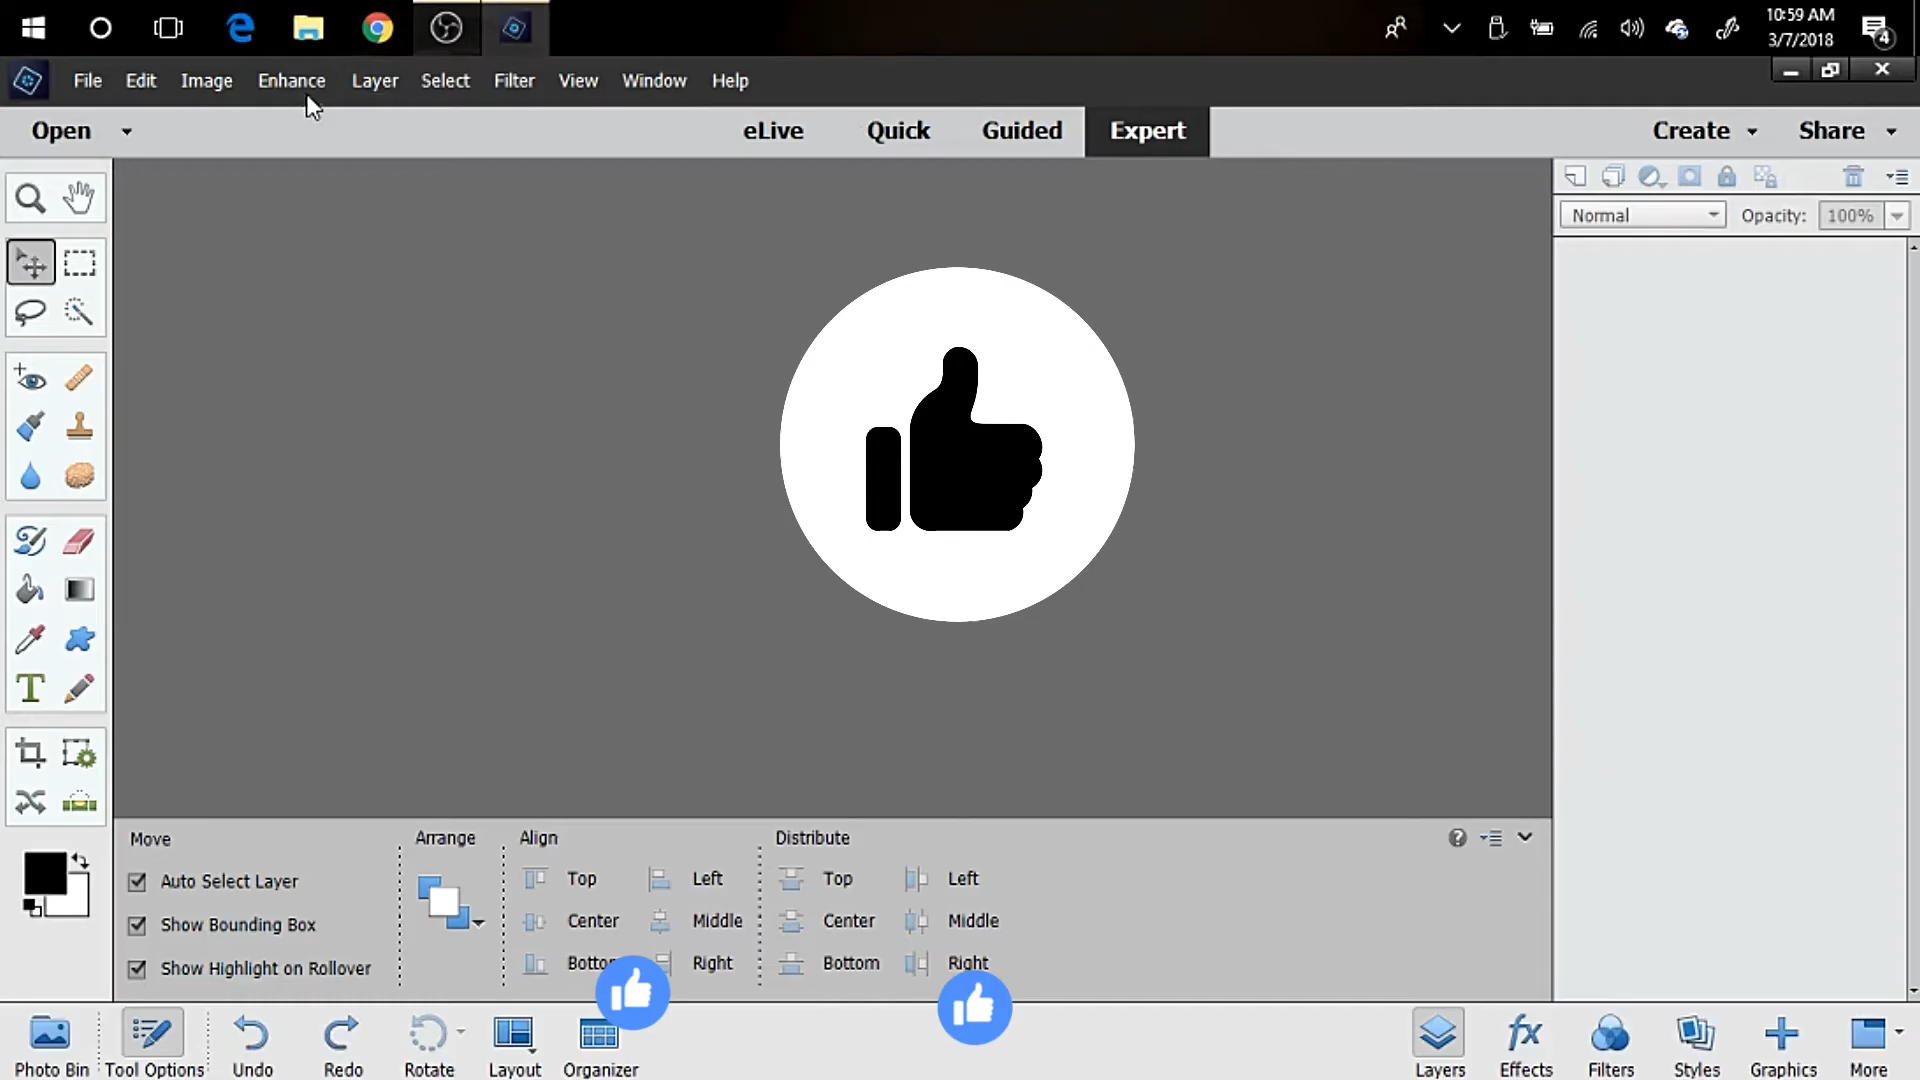 10:59 AM
3/7/2018
4
File Edit Image Enhance Layer Select Filter View Window Help
Open eLive Quick Guided Expert Create Share
Normal Opacity: 100%
T
Move Arrange Align Distribute
Auto Select Layer Top Left Top Left
Show Bounding Box Center Middle Center Middle
Show Highlight on Rollover Right Bottom Right
fx
Photo Bin Tool Options Undo Redo Rotate Layout Organizer Layers Effects Filters Styles Graphics More